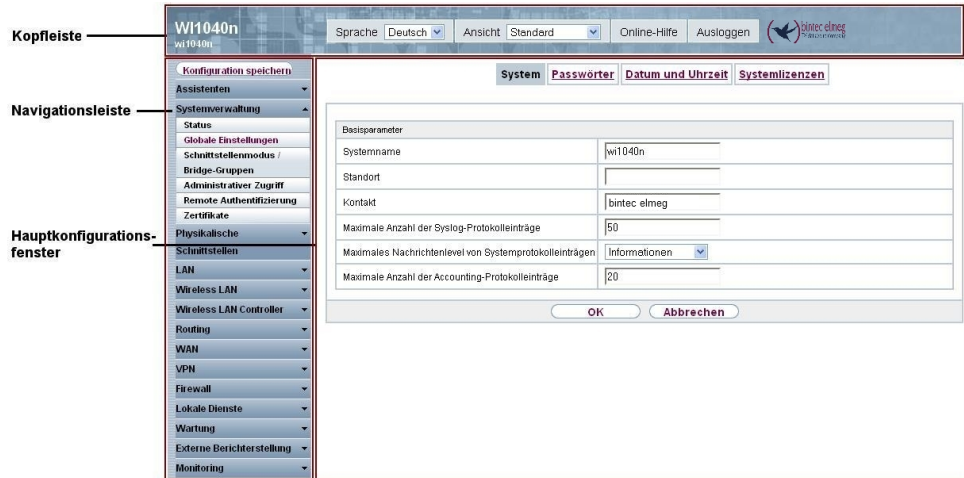 Kopfleiste
WI1040n
wi1040n
Sprache Deutsch Ansicht Standard Online-Hilfe Ausloggen
bintec elmeg
Navigationsleiste
Hauptkonfigurations-
fenster
Konfiguration speichern
Assistenten
Systemverwaltung
Status
Globale Einstellungen
Schnittstellenmodus /
Bridge-Gruppen
Administrativer Zugriff
Remote Authentifizierung
Zertifikate
Physikalische
Schnittstellen
LAN
Wireless LAN
Wireless LAN Controller
Routing
WAN
VPN
Firewall
Lokale Dienste
Wartung
Externe Berichterstellung
Monitoring
System Passwörter Datum und Uhrzeit Systemlizenzen
Basisparameter
Systemname wi1040n
Standort
Kontakt bintec elmeg
Maximale Anzahl der Syslog-Protokolleinträge 50
Maximales Nachrichtenlevel von Systemprotokolleinträgen Informationen
Maximale Anzahl der Accounting-Protokolleinträge 20
OK Abbrechen